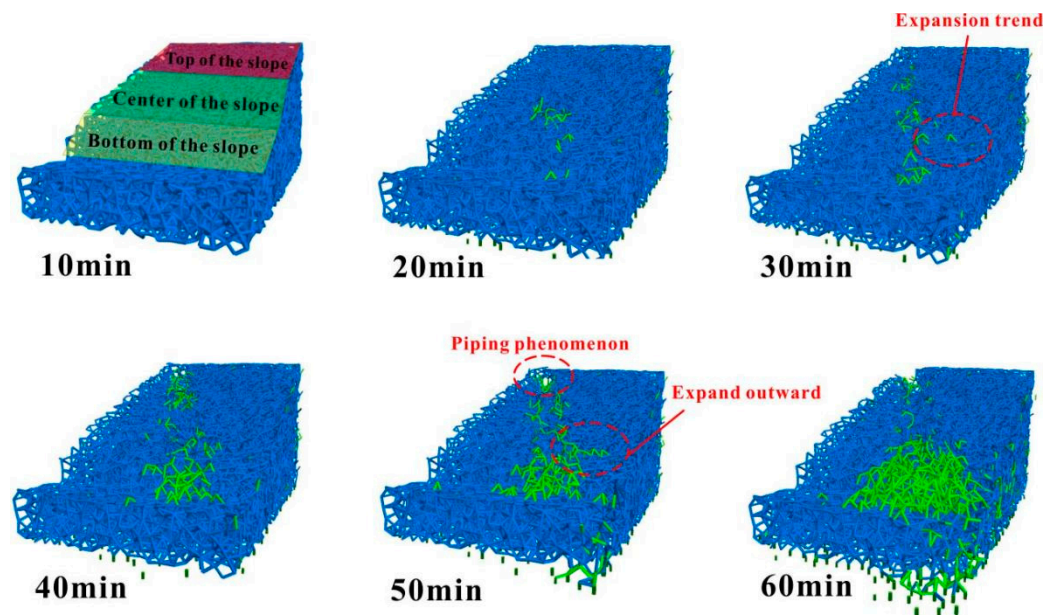 Top of the slope
Center of the slope
Bottom of the slope
10min
20min
Expansion trend
30min
40min
Piping phenomenon
Expand outward
50min
60min